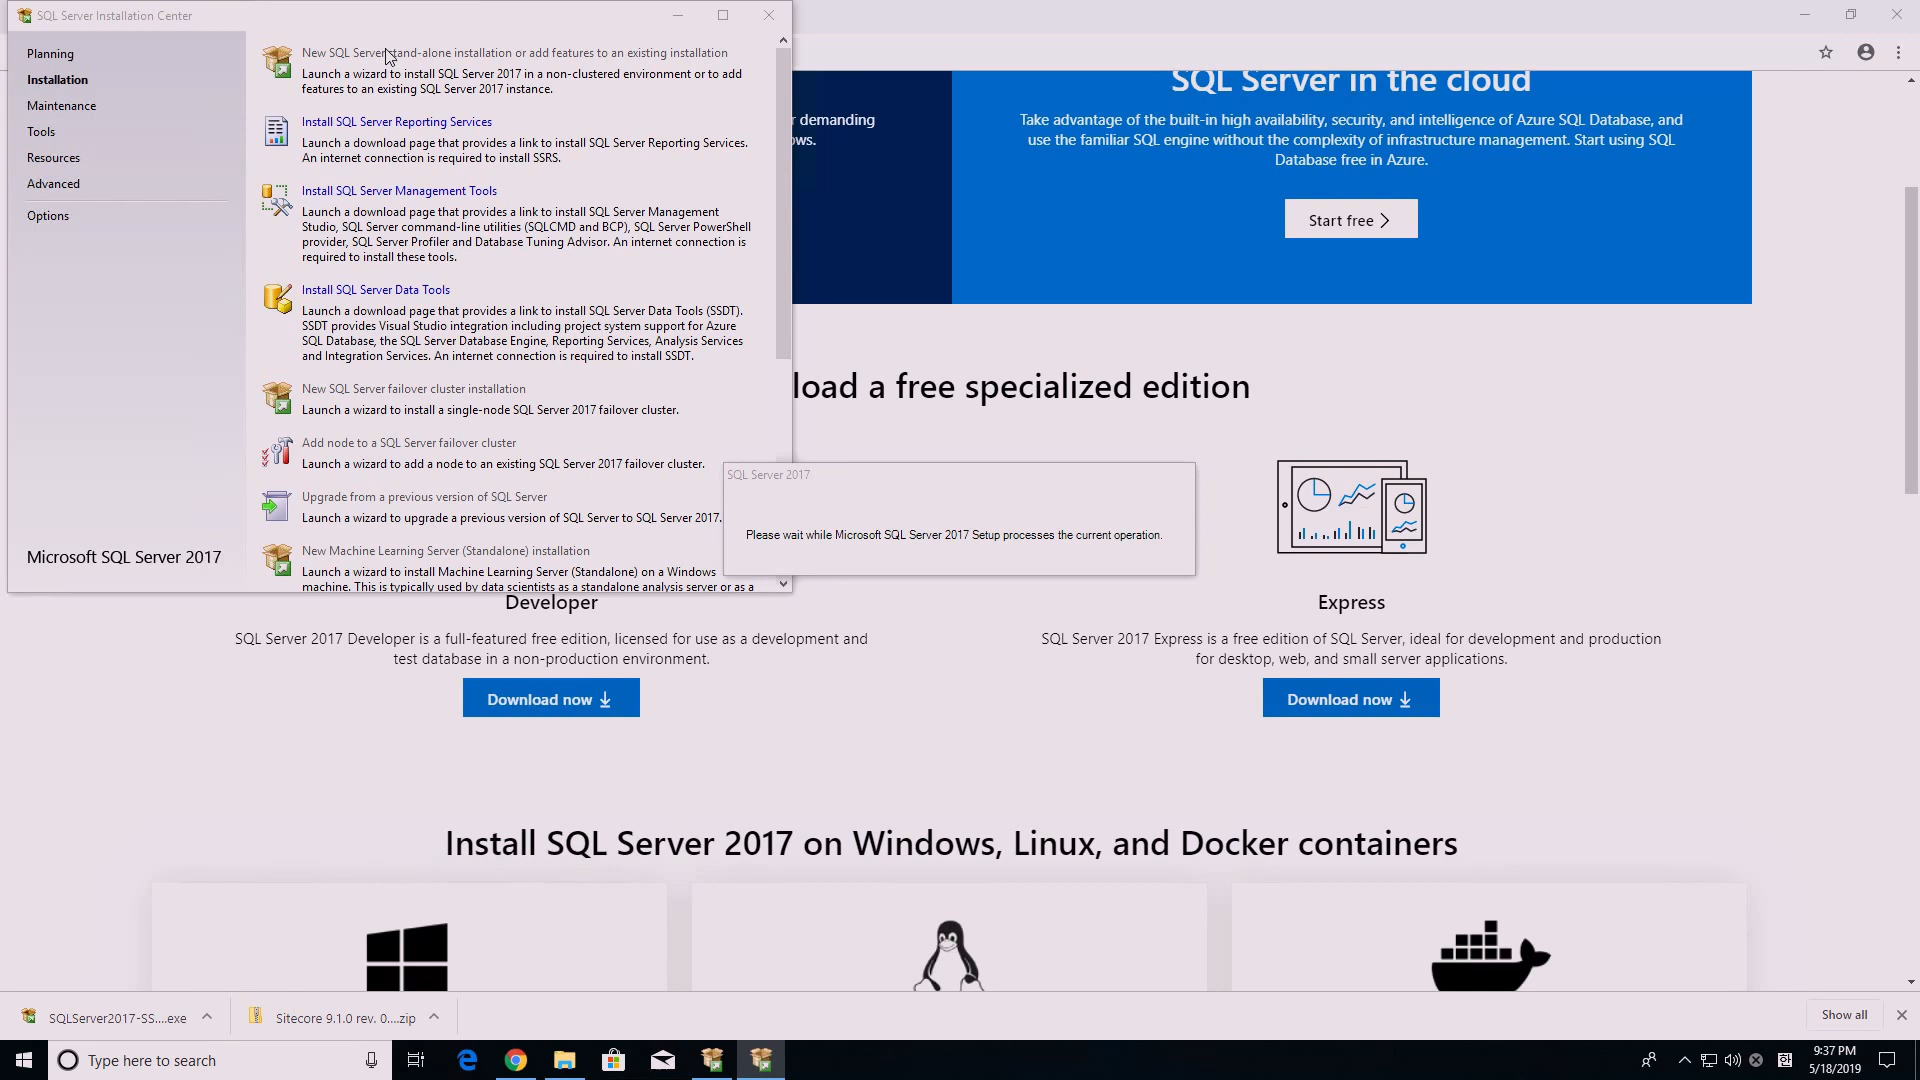 SQL Server Installation Center
Planning
Installation
Maintenance
Tools
Resources
Advanced
Options
Microsoft SQL Server 2017
New SQL Server stand-alone installation or add features to an existing installation
Launch a wizard to install SQL Server 2017 in a non-clustered environment or to add
features to an existing SQL Server 2017 instance.
Install SQL Server Reporting Services
Launch a download page that provides a link to install SQL Server Reporting Services.
An internet connection is required to install SSRS.
Install SQL Server Management Tools
Launch a download page that provides a link to install SQL Server Management
Studio, SQL Server command-line utilities (SQLCMD and BCP), SQL Server PowerShell
provider, SQL Server Profiler and Database Tuning Advisor. An internet connection is
required to install these tools.
Install SQL Server Data Tools
Launch a download page that provides a link to install SQL Server Data Tools (SSDT).
SSDT provides Visual Studio integration including project system support for Azure
SQL Database, the SQL Server Database Engine, Reporting Services, Analysis Services
and Integration Services. An internet connection is required to install SSDT.
New SQL Server failover cluster installation
Launch a wizard to install a single-node SQL Server 2017 failover cluster.
Add node to a SQL Server failover cluster
Launch a wizard to add a node to an existing SQL Server 2017 failover cluster.
Upgrade from a previous version of SQL Server
Launch a wizard to upgrade a previous version of SQL Server to SQL Server 2017.
New Machine Learning Server (Standalone) installation
Launch a wizard to install Machine Learning Server (Standalone) on a Windows
machine. This is typically used by data scientists as a standalone analysis server or as a
SQL Server 2017
Please wait while Microsoft SQL Server 2017 Setup processes the current operation.
demanding
SQL Server in the cloud
Take advantage of the built-in high availability, security, and intelligence of Azure SQL Database, and
use the familiar SQL engine without the complexity of infrastructure management. Start using SQL
Database free in Azure.
Start free
load a free specialized edition
Developer
SQL Server 2017 Developer is a full-featured free edition, licensed for use as a development and
test database in a non-production environment.
Download now
Express
SQL Server 2017 Express is a free edition of SQL Server, ideal for development and production
for desktop, web, and small server applications.
Download now
Install SQL Server 2017 on Windows, Linux, and Docker containers
SQLServer2017-SS....exe
Sitecore 9.1.0 rev. 0....zip
Show all
Type here to search
한
9:37 PM
5/18/2019